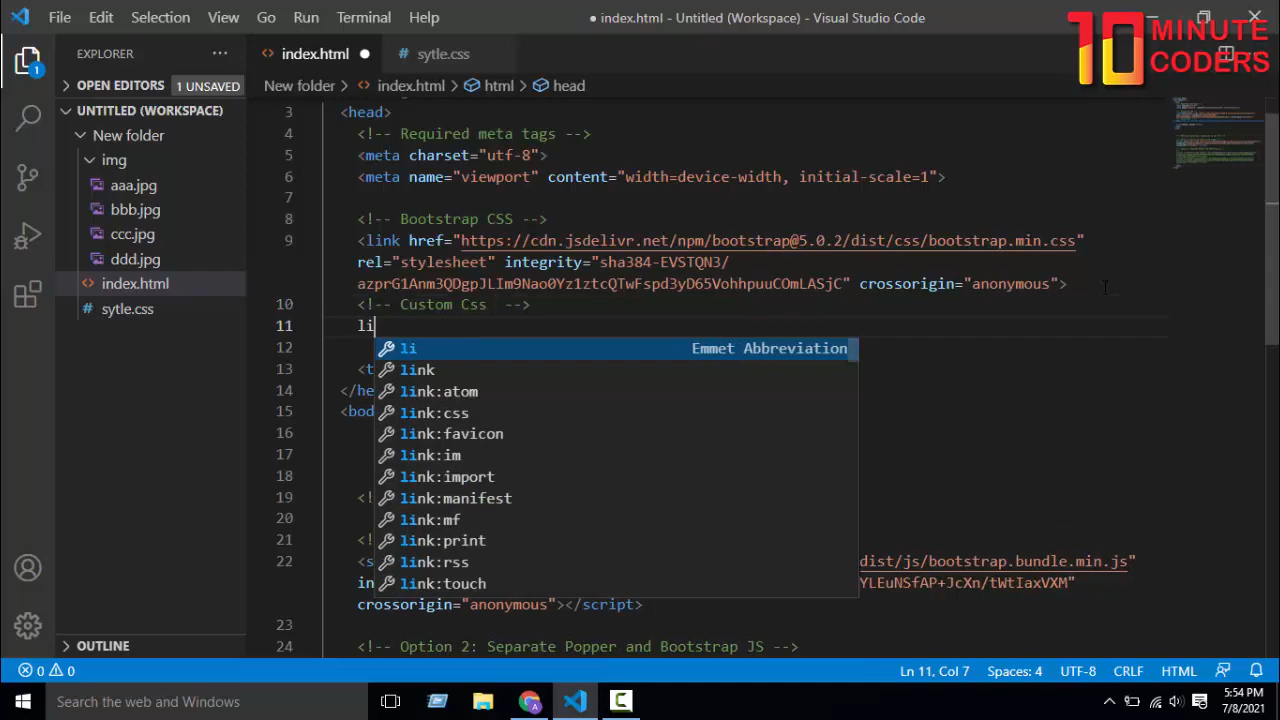 File Edit Selection View Go Run Terminal Help
● index.html - Untitled (Workspace) - Visual Studio Code
10 MINUTE
CODERS
EXPLORER ···
index.html ●
# sytle.css
OPEN EDITORS 1 UNSAVED
New folder > index.html > html > head
UNTITLED (WORKSPACE)
New folder
img
aaa.jpg
bbb.jpg
ccc.jpg
ddd.jpg
<> index.html
# sytle.css
1
3 <head>
4 <!-- Required meta tags -->
5 <meta charset="utf-8">
6 <meta name="viewport" content="width=device-width, initial-scale=1">
7
8 <!-- Bootstrap CSS -->
9 <link href="https://cdn.jsdelivr.net/npm/bootstrap@5.0.2/dist/css/bootstrap.min.css"
rel="stylesheet" integrity="sha384-EVSTQN3/
azprG1Anm3QDgpJLIm9Nao0Yz1ztcQTwFspd3yD65VohhpuuCOmLASjC" crossorigin="anonymous">
10 <!-- Custom Css -->
11 li
li Emmet Abbreviation
12
link
13 <t
link:atom
14 </he
link:css
15 <bod
link:favicon
16
link:im
17
link:import
18
link:manifest
19 <!
link:mf
20
link:print
21 <!
link:rss
22 <s dist/js/bootstrap.bundle.min.js"
link:touch
in YLEuNSfAP+JcXn/tWtIaxVXM"
crossorigin="anonymous"></script>
23
24 <!-- Option 2: Separate Popper and Bootstrap JS -->
OUTLINE
0 0 Ln 11, Col 7 Spaces: 4 UTF-8 CRLF HTML
Search the web and Windows
5:54 PM
7/8/2021